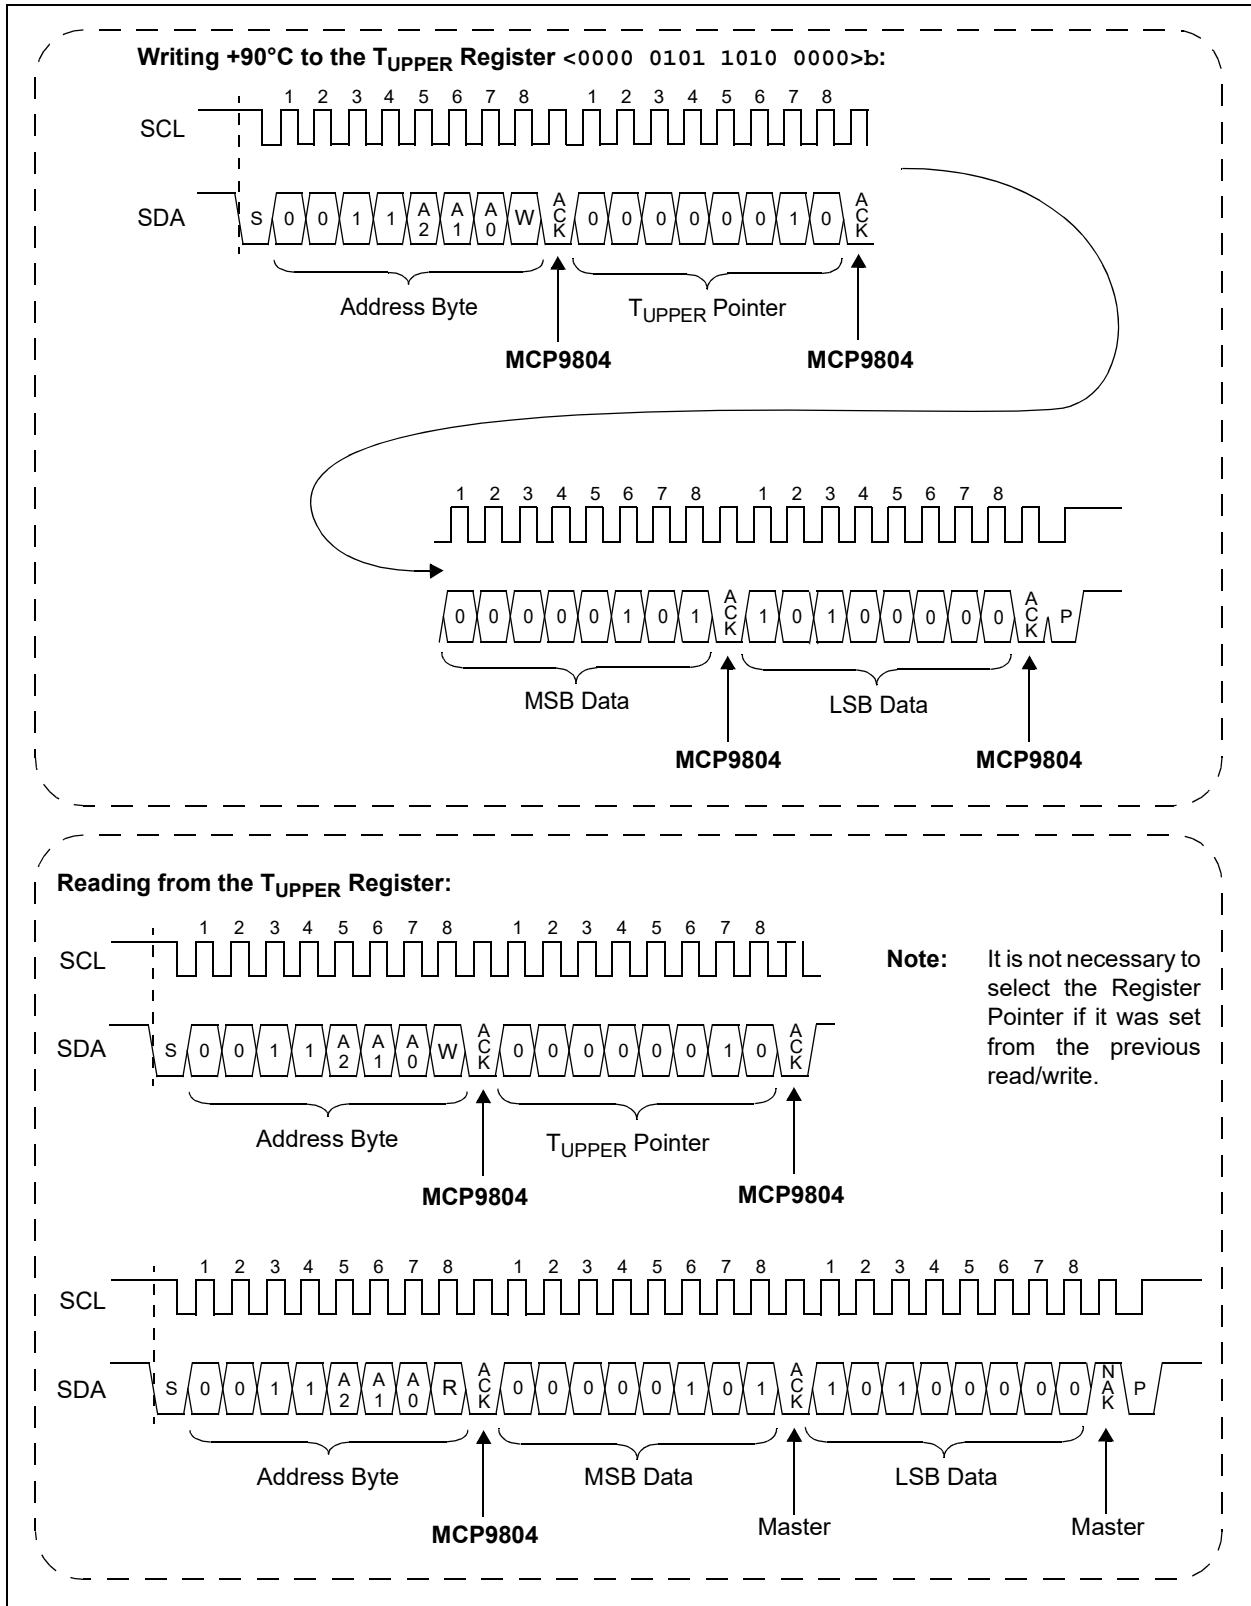 Writing +90°C to the TUPPER Register <0000 0101 1010 0000>b:
1 2 3 4 5 6 7 8 1 2 3 4 5 6 7 8
SCL
SDA S 0 0 1 1 A2 A1 A0 W ACK 0 0 0 0 0 0 1 0 ACK
Address Byte TUPPER Pointer
MCP9804 MCP9804
1 2 3 4 5 6 7 8 1 2 3 4 5 6 7 8
0 0 0 0 0 1 0 1 ACK 1 0 1 0 0 0 0 0 ACK P
MSB Data LSB Data
MCP9804 MCP9804
Reading from the TUPPER Register:
1 2 3 4 5 6 7 8 1 2 3 4 5 6 7 8
SCL
SDA S 0 0 1 1 A2 A1 A0 W ACK 0 0 0 0 0 0 1 0 ACK
Address Byte TUPPER Pointer
MCP9804 MCP9804
Note: It is not necessary to
select the Register
Pointer if it was set
from the previous
read/write.
1 2 3 4 5 6 7 8 1 2 3 4 5 6 7 8 1 2 3 4 5 6 7 8
SCL
SDA S 0 0 1 1 A2 A1 A0 R ACK 0 0 0 0 0 1 0 1 ACK 1 0 1 0 0 0 0 0 NAK P
Address Byte MSB Data LSB Data
MCP9804 Master Master